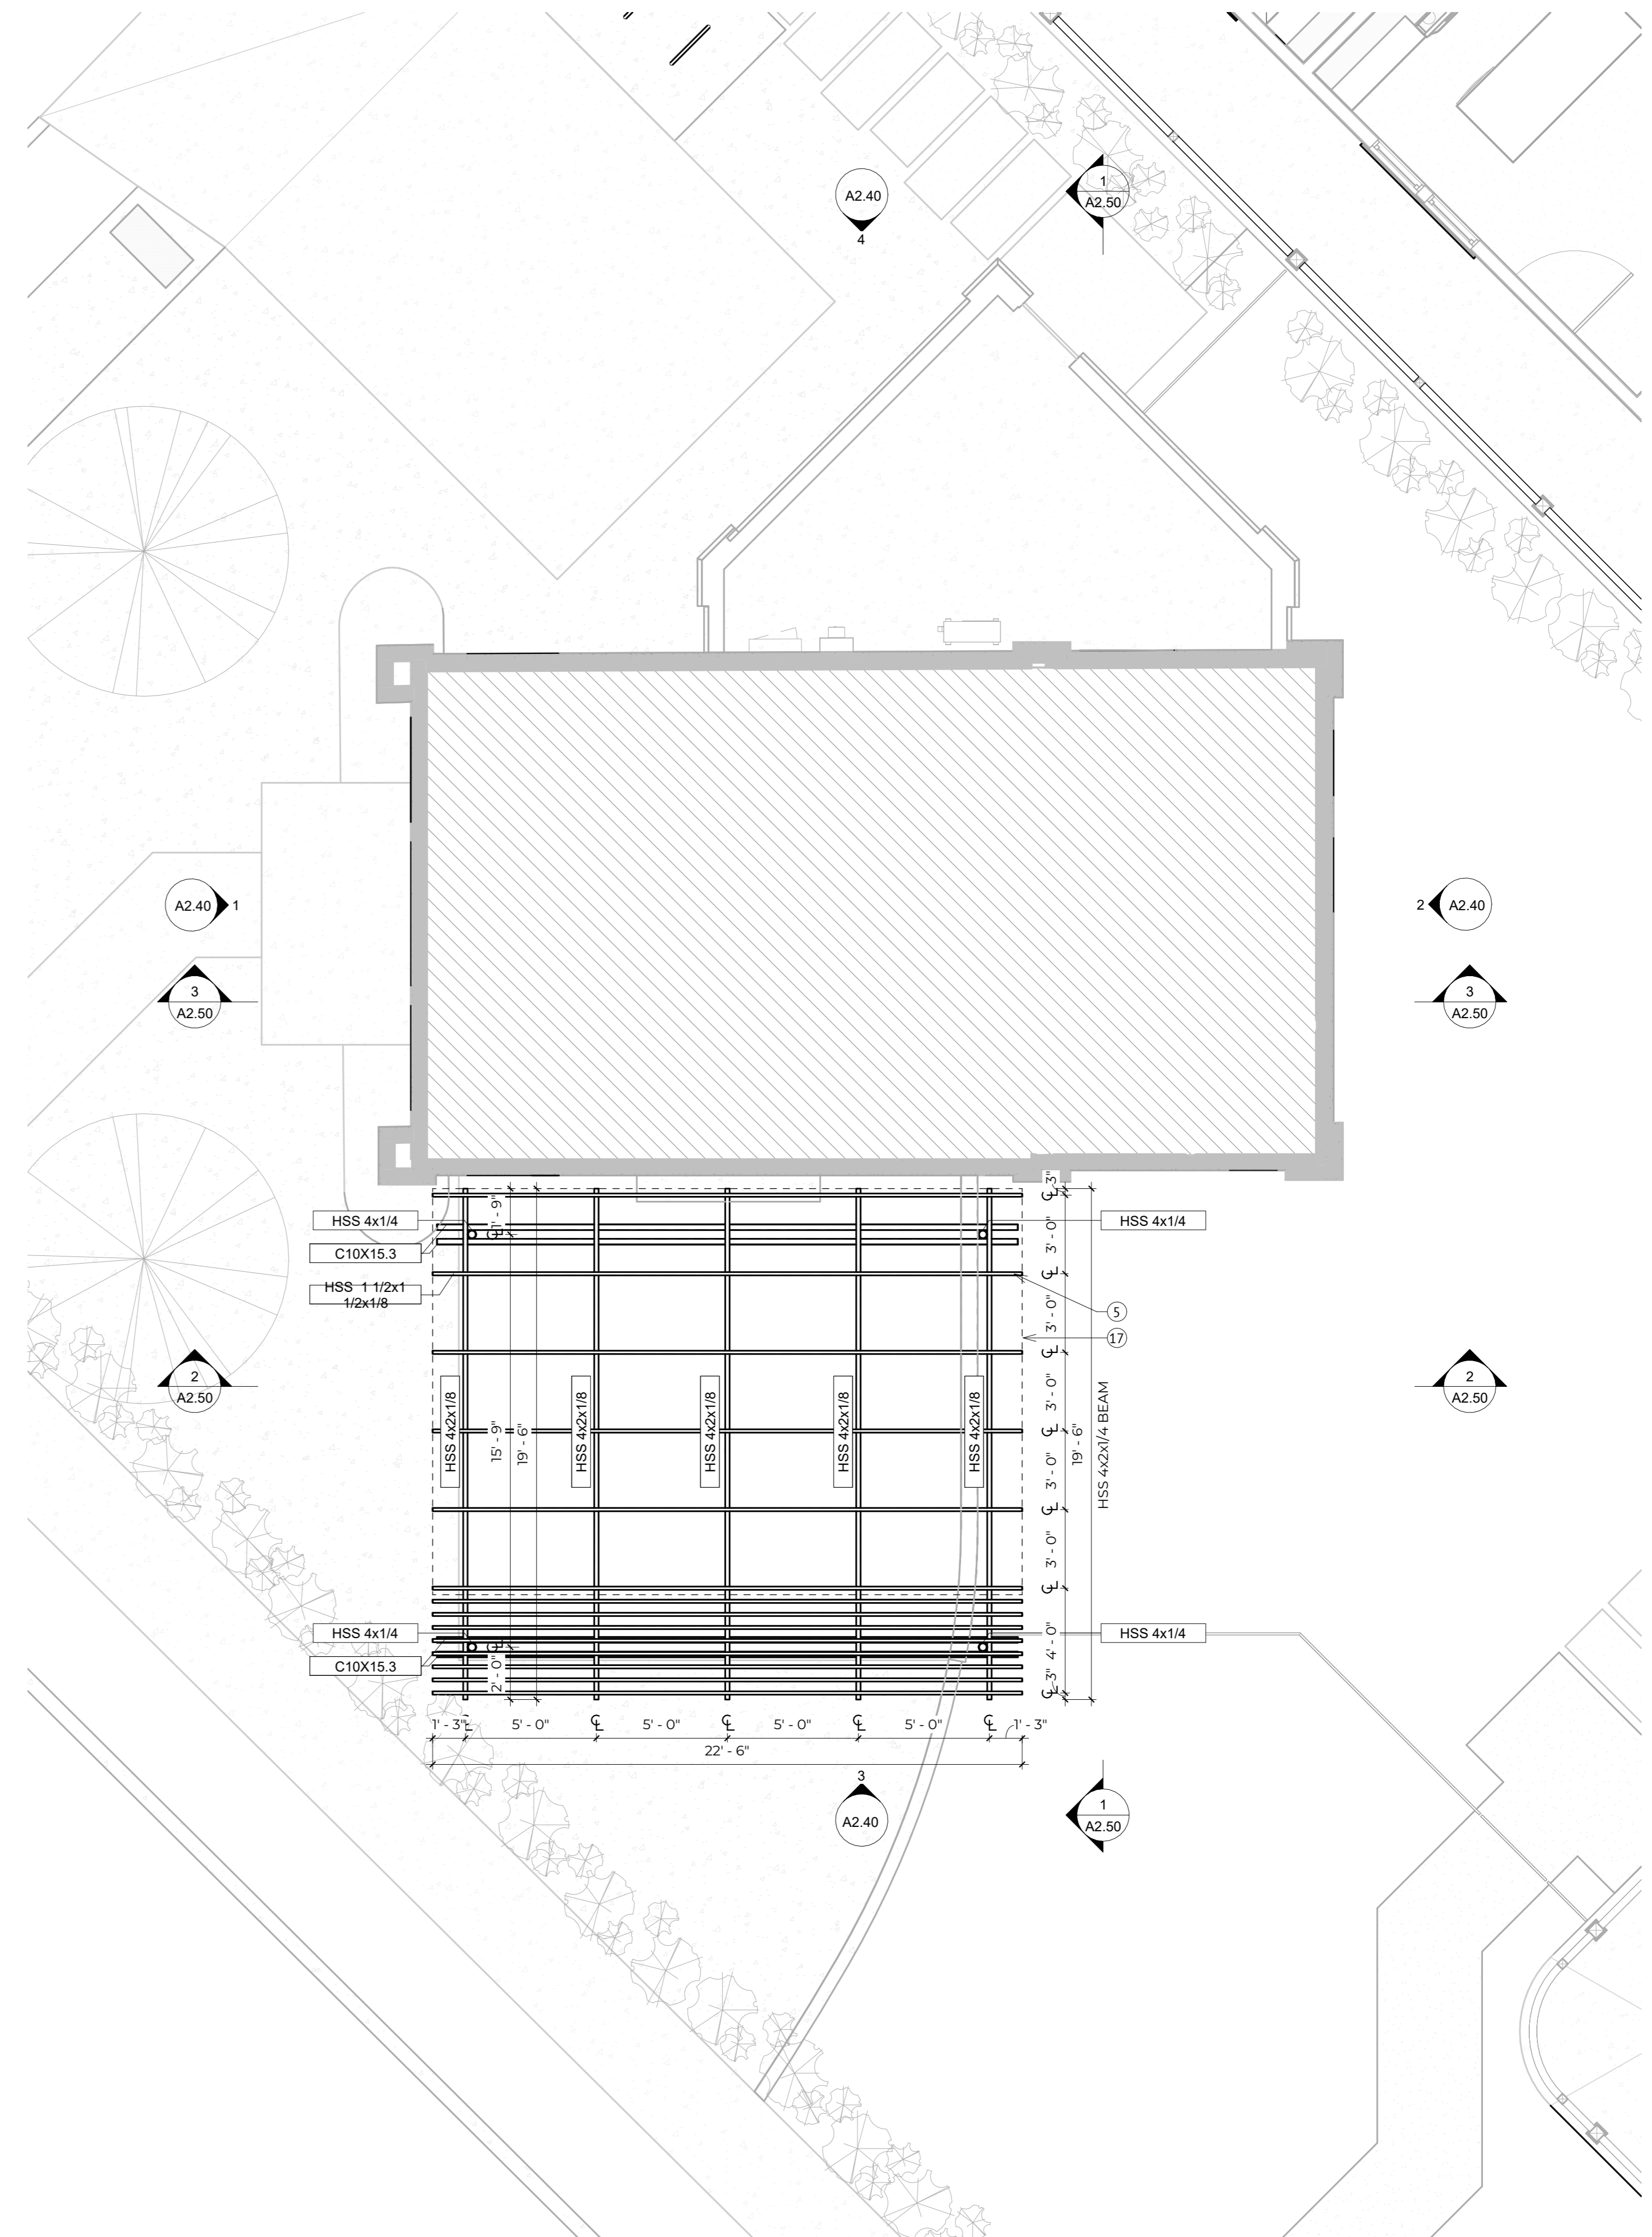 A2.40
4
1
A2.50
A2.40
1
2
A2.40
3
A2.50
3
A2.50
3"
HSS 4x1/4
1' - 9"
HSS 4x1/4
3' - 0"
C10X15.3
HSS 1 1/2x1
1/2x1/8
5
3' - 0"
17
2
A2.50
2
A2.50
3' - 0"
HSS 4x2x1/8
HSS 4x2x1/8
HSS 4x2x1/8
HSS 4x2x1/8
HSS 4x2x1/8
15' - 9"
19' - 6"
19' - 6"
HSS 4x2x1/4 BEAM
3' - 0"
3' - 0"
HSS 4x1/4
HSS 4x1/4
4' - 0"
C10X15.3
2' - 0"
3"
1' - 3"
5' - 0"
5' - 0"
5' - 0"
5' - 0"
1' - 3"
22' - 6"
3
A2.40
1
A2.50